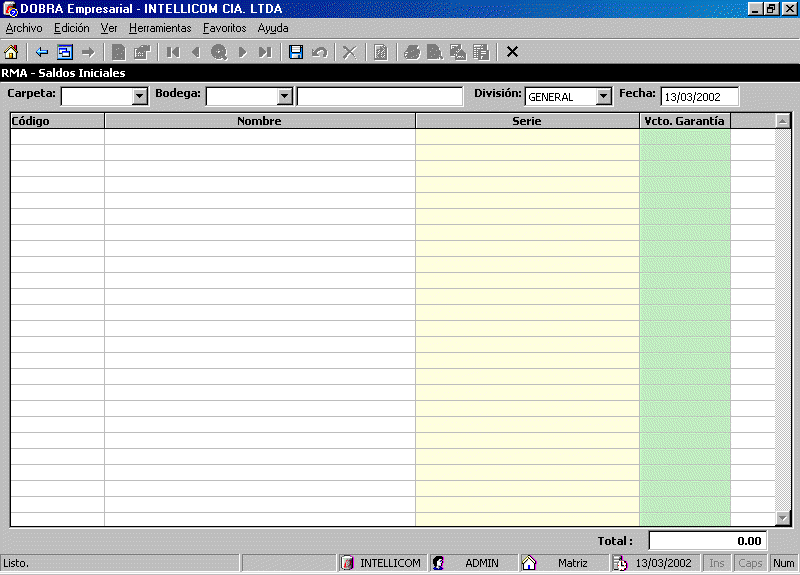 DOBRA Empresarial - INTELLICOM CIA. LTDA
Archivo Edición Ver Herramientas Favoritos Ayuda
RMA - Saldos Iniciales
Carpeta: Bodega: División: GENERAL Fecha: 13/03/2002
Código Nombre Serie Vcto. Garantía
Total: 0.00
Listo. INTELLICOM ADMIN Matriz 13/03/2002 Ins Caps Num